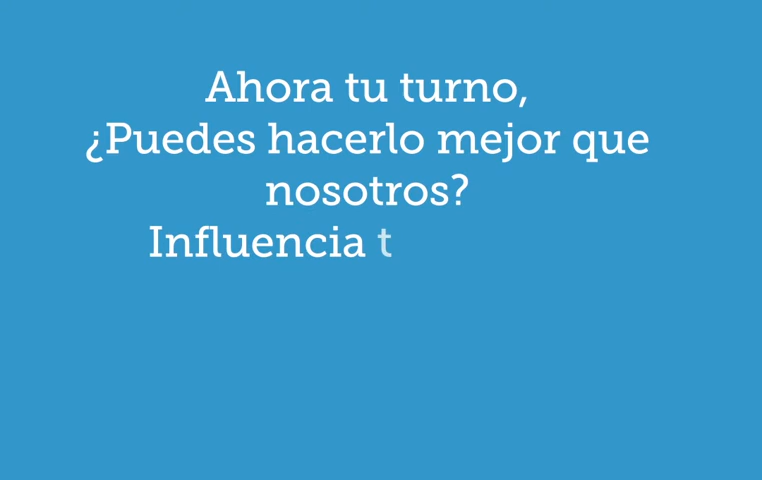 Ahora tu turno,
¿Puedes hacerlo mejor que
nosotros?
Influencia t